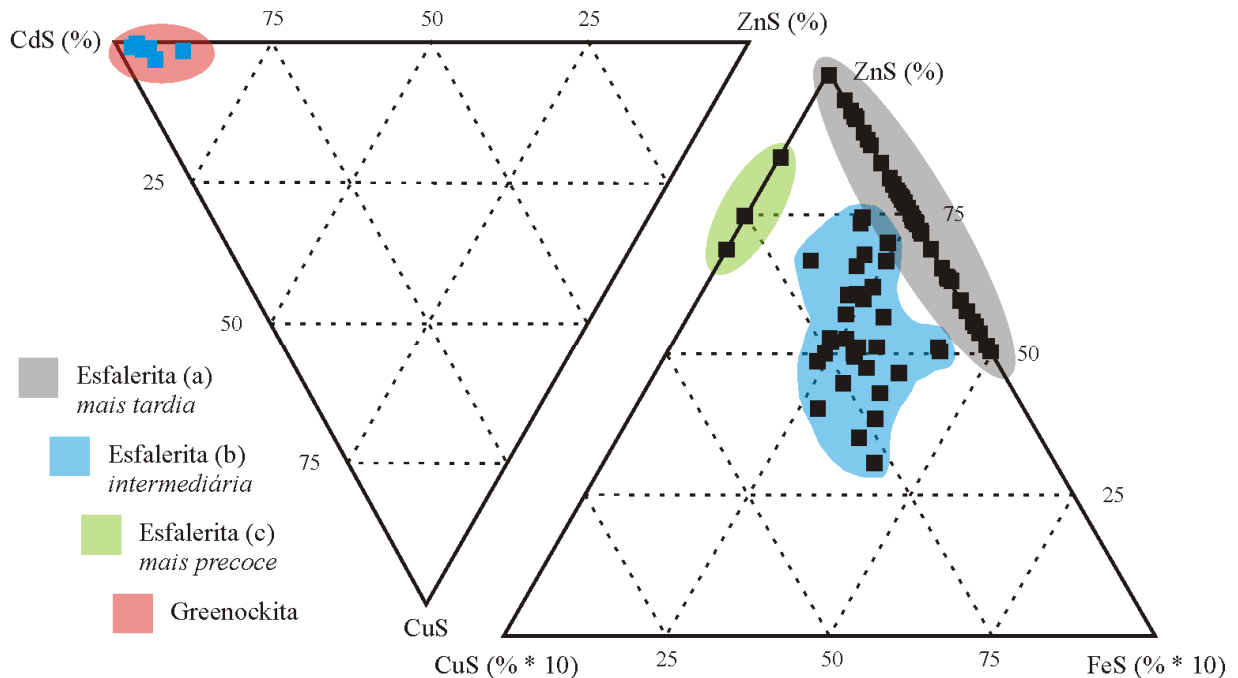 75
50
25
CdS (%)
ZnS (%)
25
50
75
CuS
ZnS (%)
75
50
25
CuS (% * 10)
25
50
75
FeS (% * 10)
Esfalerita (a)
mais tardia
Esfalerita (b)
intermediária
Esfalerita (c)
mais precoce
Greenockita